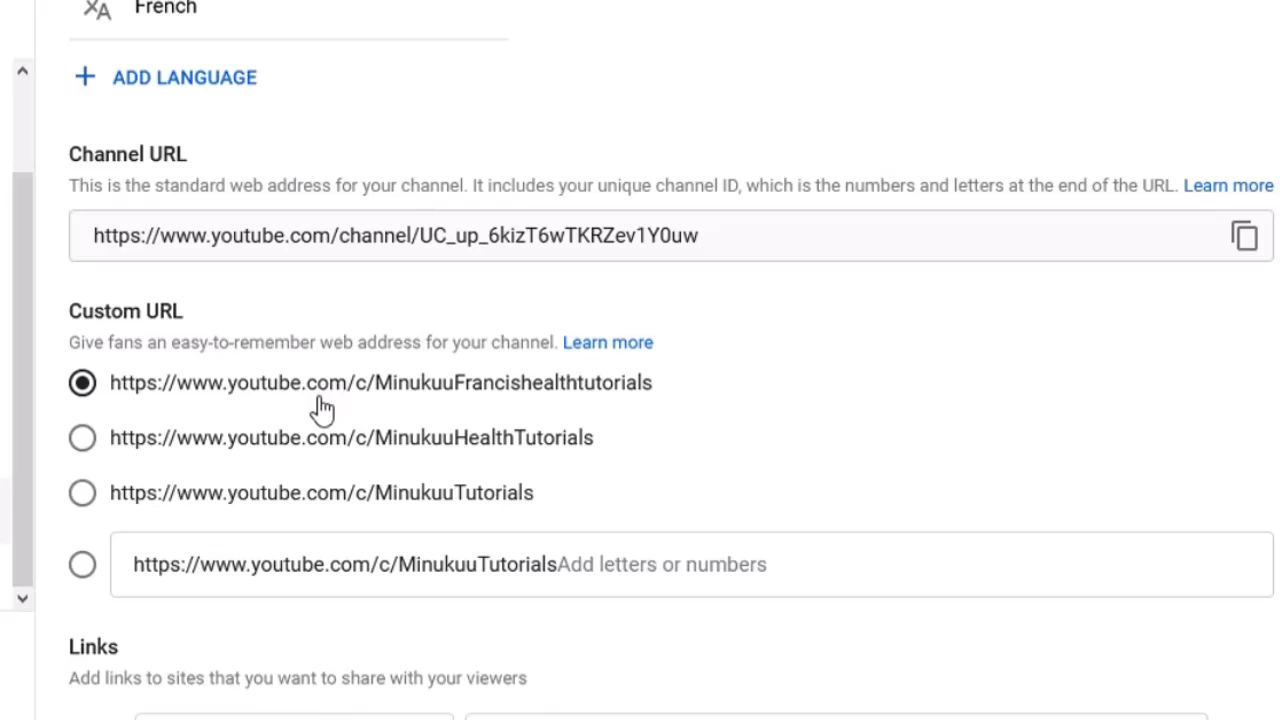 French
ADD LANGUAGE
Channel URL
This is the standard web address for your channel. It includes your unique channel ID, which is the numbers and letters at the end of the URL. Learn more
https://www.youtube.com/channel/UC_up_6kizT6wTKRZev1Y0uw
Custom URL
Give fans an easy-to-remember web address for your channel. Learn more
https://www.youtube.com/c/MinukuuFrancishealthtutorials
https://www.youtube.com/c/MinukuuHealthTutorials
https://www.youtube.com/c/MinukuuTutorials
https://www.youtube.com/c/MinukuuTutorialsAdd letters or numbers
Links
Add links to sites that you want to share with your viewers